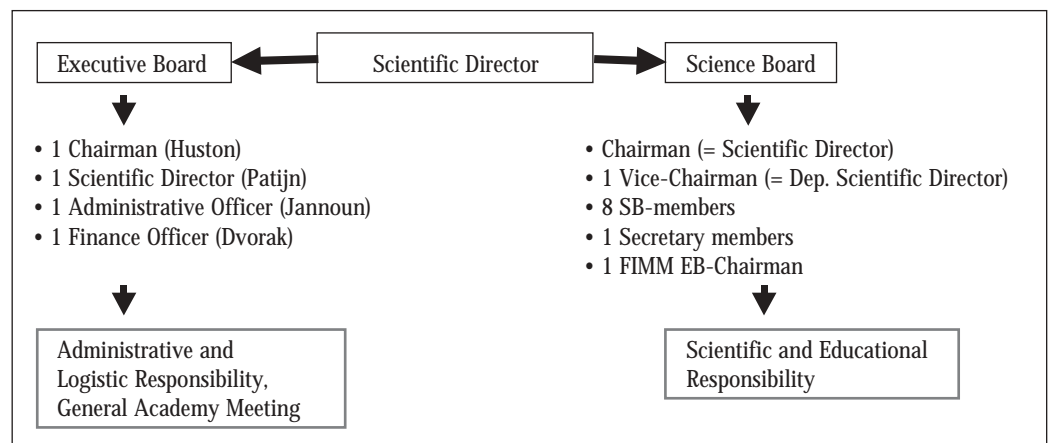 Executive Board
Scientific Director
Science Board
• 1 Chairman (Huston)
• 1 Scientific Director (Patijn)
• 1 Administrative Officer (Jannoun)
• 1 Finance Officer (Dvorak)
• Chairman (= Scientific Director)
• 1 Vice-Chairman (= Dep. Scientific Director)
• 8 SB-members
• 1 Secretary members
• 1 FIMM EB-Chairman
Administrative and
Logistic Responsibility,
General Academy Meeting
Scientific and Educational
Responsibility